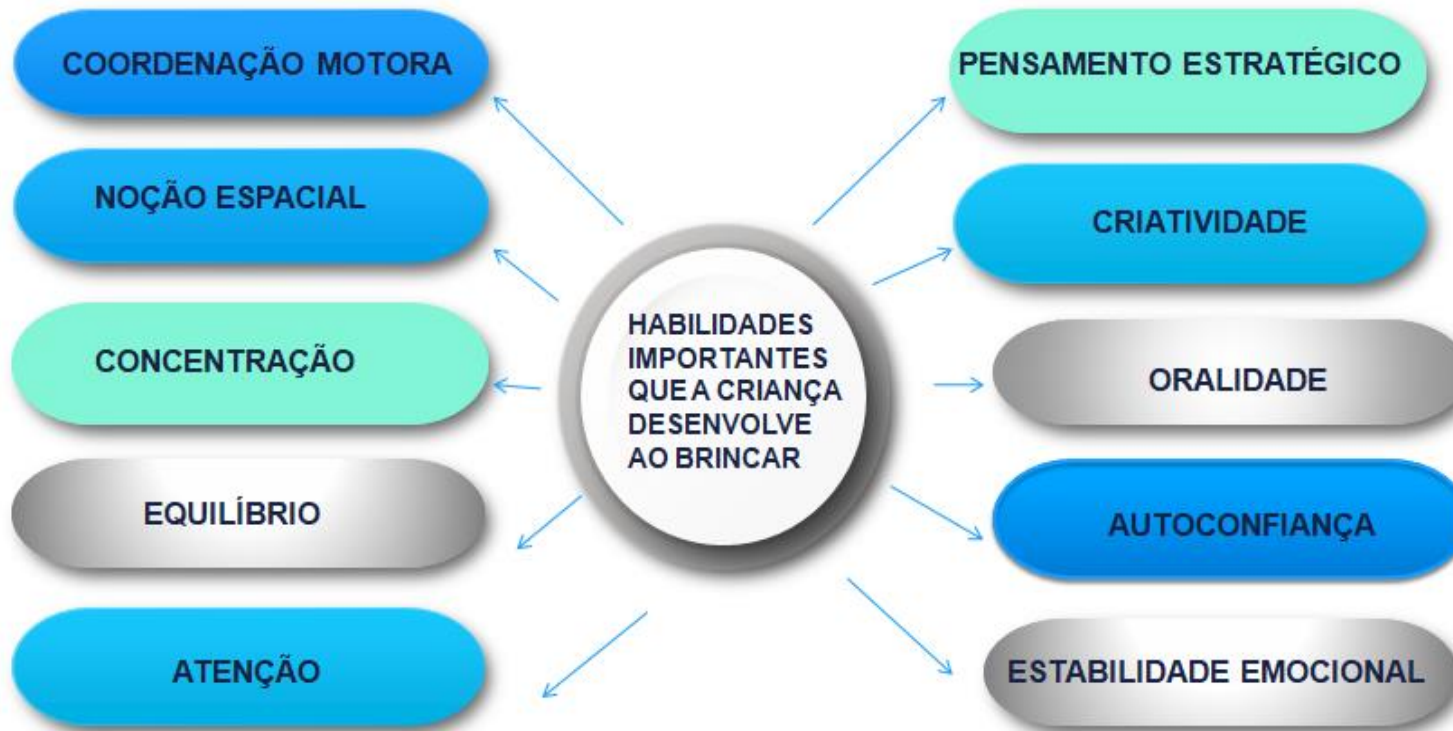 COORDENAÇÃO MOTORA
NOÇÃO ESPACIAL
CONCENTRAÇÃO
EQUILÍBRIO
ATENÇÃO
HABILIDADES
IMPORTANTES
QUE A CRIANÇA
DESENVOLVE
AO BRINCAR
PENSAMENTO ESTRATÉGICO
CRIATIVIDADE
ORALIDADE
AUTOCONFIANÇA
ESTABILIDADE EMOCIONAL